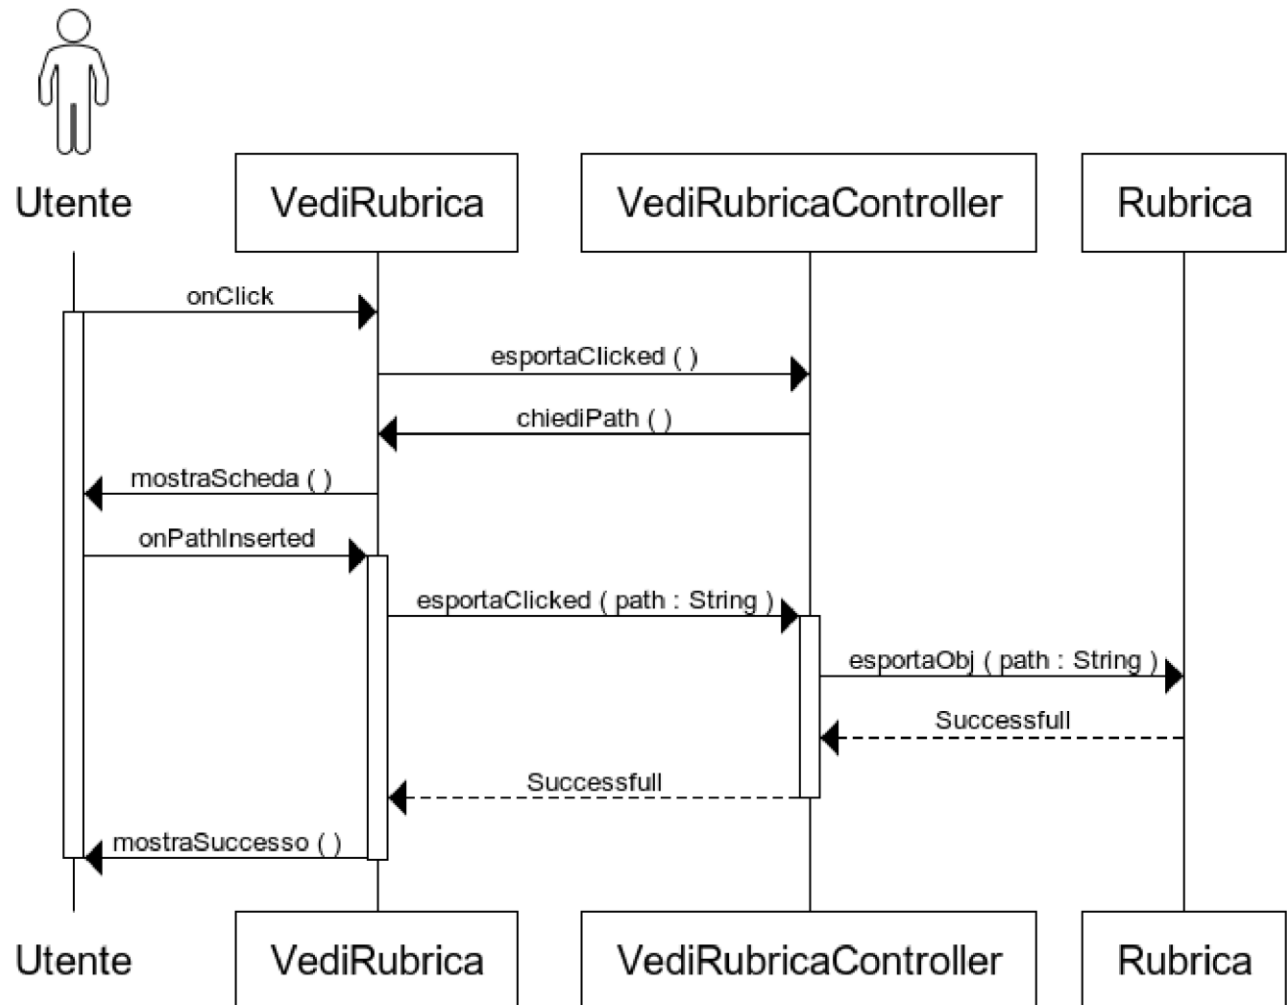 Utente
VediRubrica
VediRubricaController
Rubrica
onClick
esportaClicked ( )
chiediPath ( )
mostraScheda ( )
onPathInserted
esportaClicked ( path : String )
esportaObj ( path : String )
Successfull
Successfull
mostraSuccesso ( )
Utente
VediRubrica
VediRubricaController
Rubrica